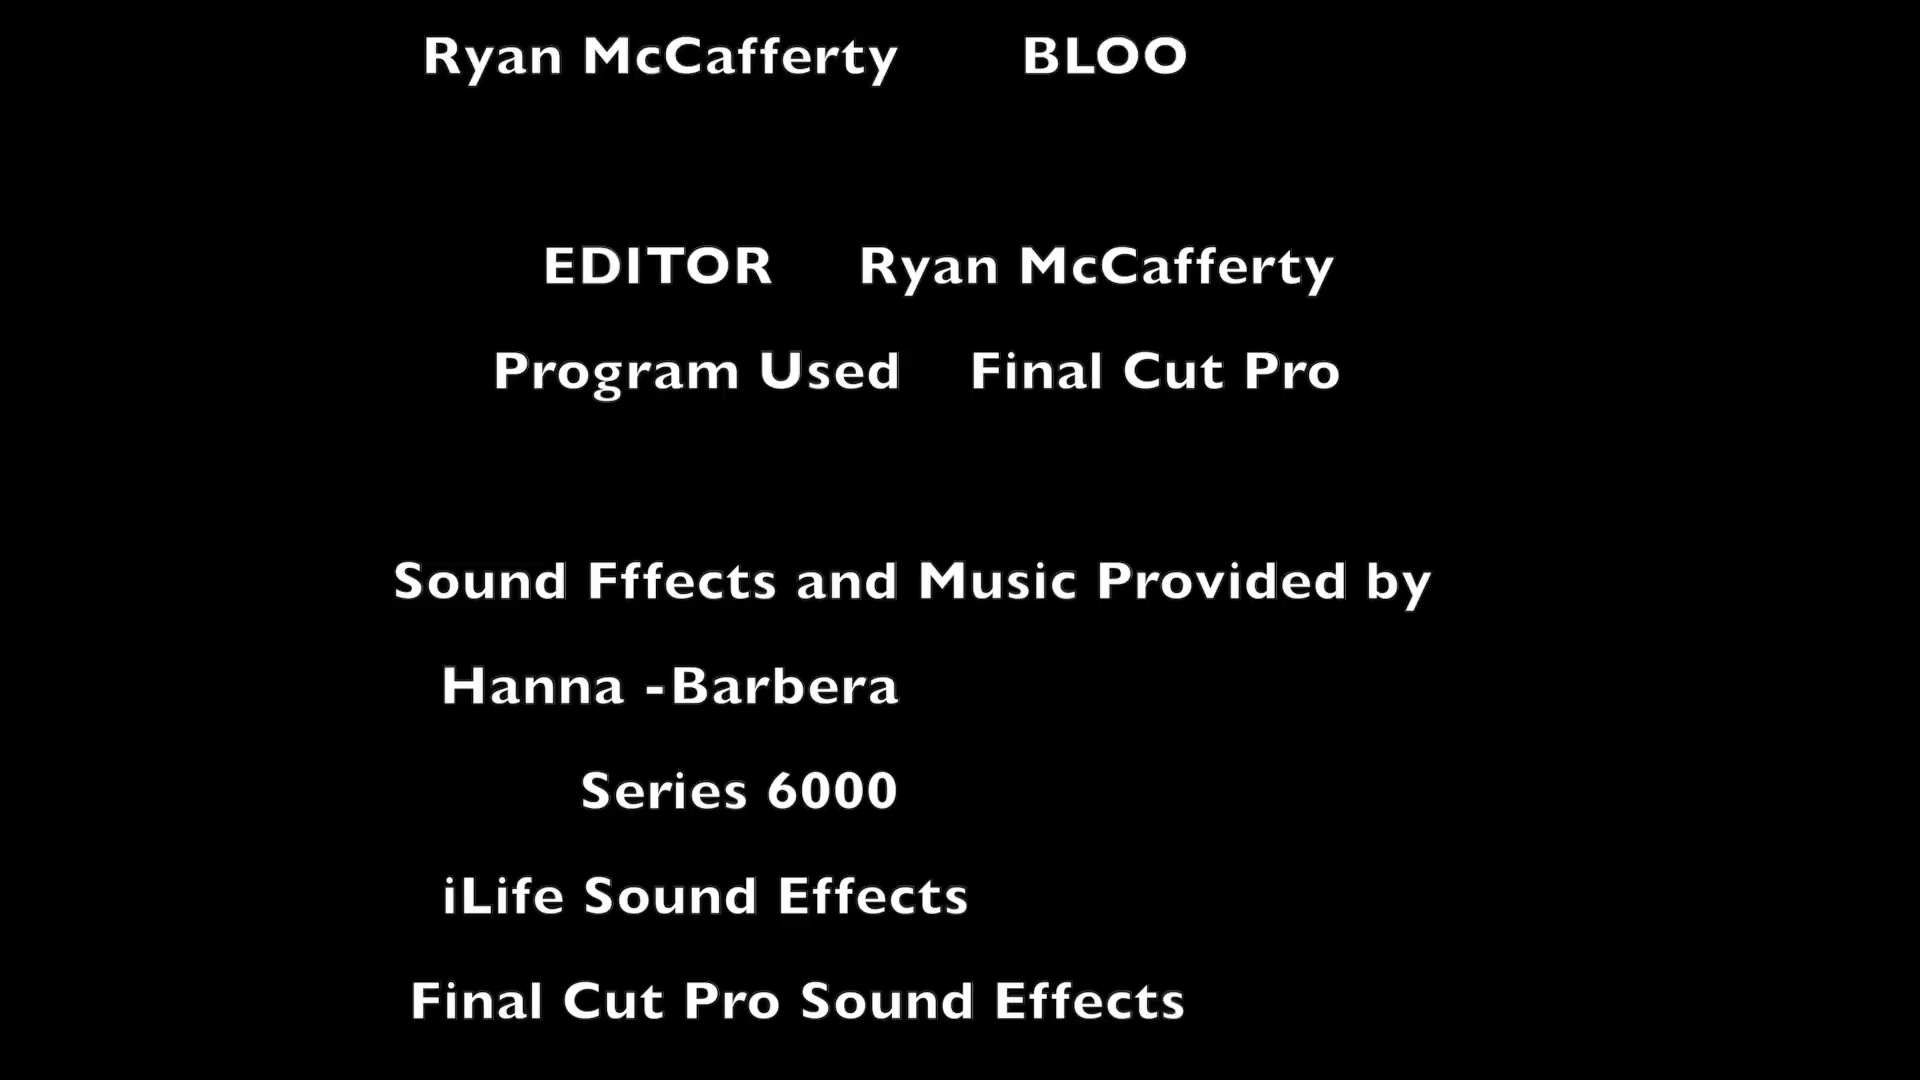 Ryan McCafferty BLOO
EDITOR Ryan McCafferty
Program Used Final Cut Pro
Sound Fffects and Music Provided by
Hanna -Barbera
Series 6000
iLife Sound Effects
Final Cut Pro Sound Effects